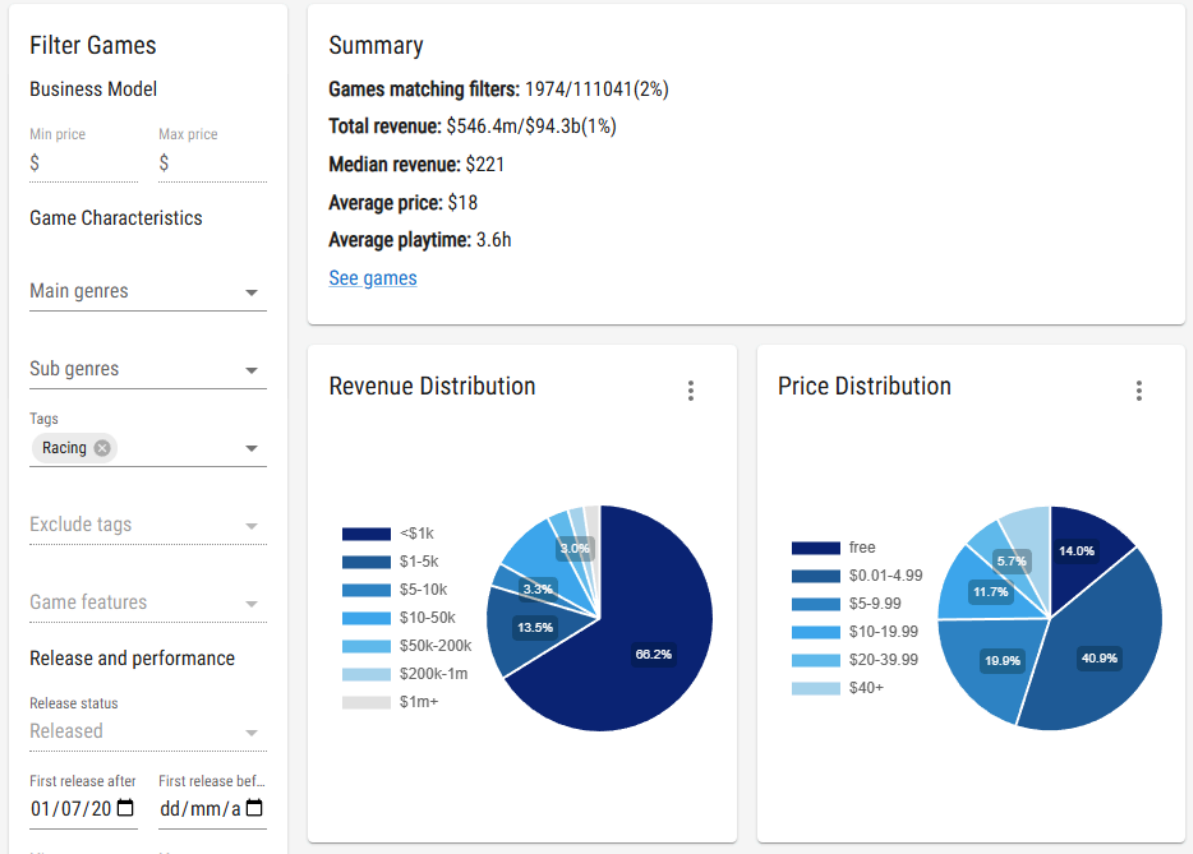 Filter Games
Business Model
Min price
Max price
$
$
Game Characteristics
Main genres
Sub genres
Tags
Racing
Exclude tags
Game features
Release and performance
Release status
Released
First release after
First release bef...
01/07/20
dd/mm/a
Summary
Games matching filters: 1974/111041(2%)
Total revenue: $546.4m/$94.3b(1%)
Median revenue: $221
Average price: $18
Average playtime: 3.6h
See games
Revenue Distribution
<$1k
$1-5k
$5-10k
$10-50k
$50k-200k
$200k-1m
$1m+
3.0%
3.3%
13.5%
66.2%
Price Distribution
free
$0.01-4.99
$5-9.99
$10-19.99
$20-39.99
$40+
14.0%
5.7%
11.7%
19.9%
40.9%